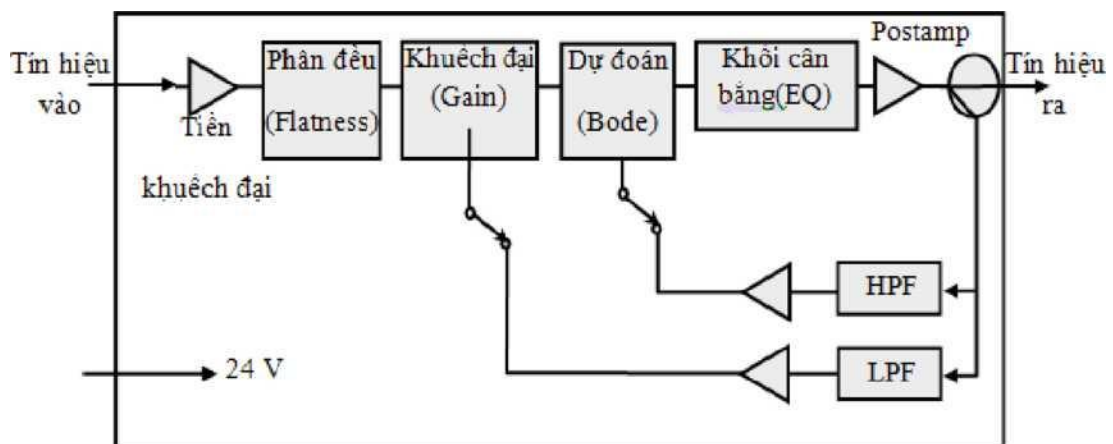 Tín hiệu
vào
Tiền
khuếch đại
Phân đều
(Flatness)
Khuếch đại
(Gain)
Dự đoán
(Bode)
Khối cân
bằng(EQ)
Postamp
Tín hiệu
ra
HPF
LPF
24 V